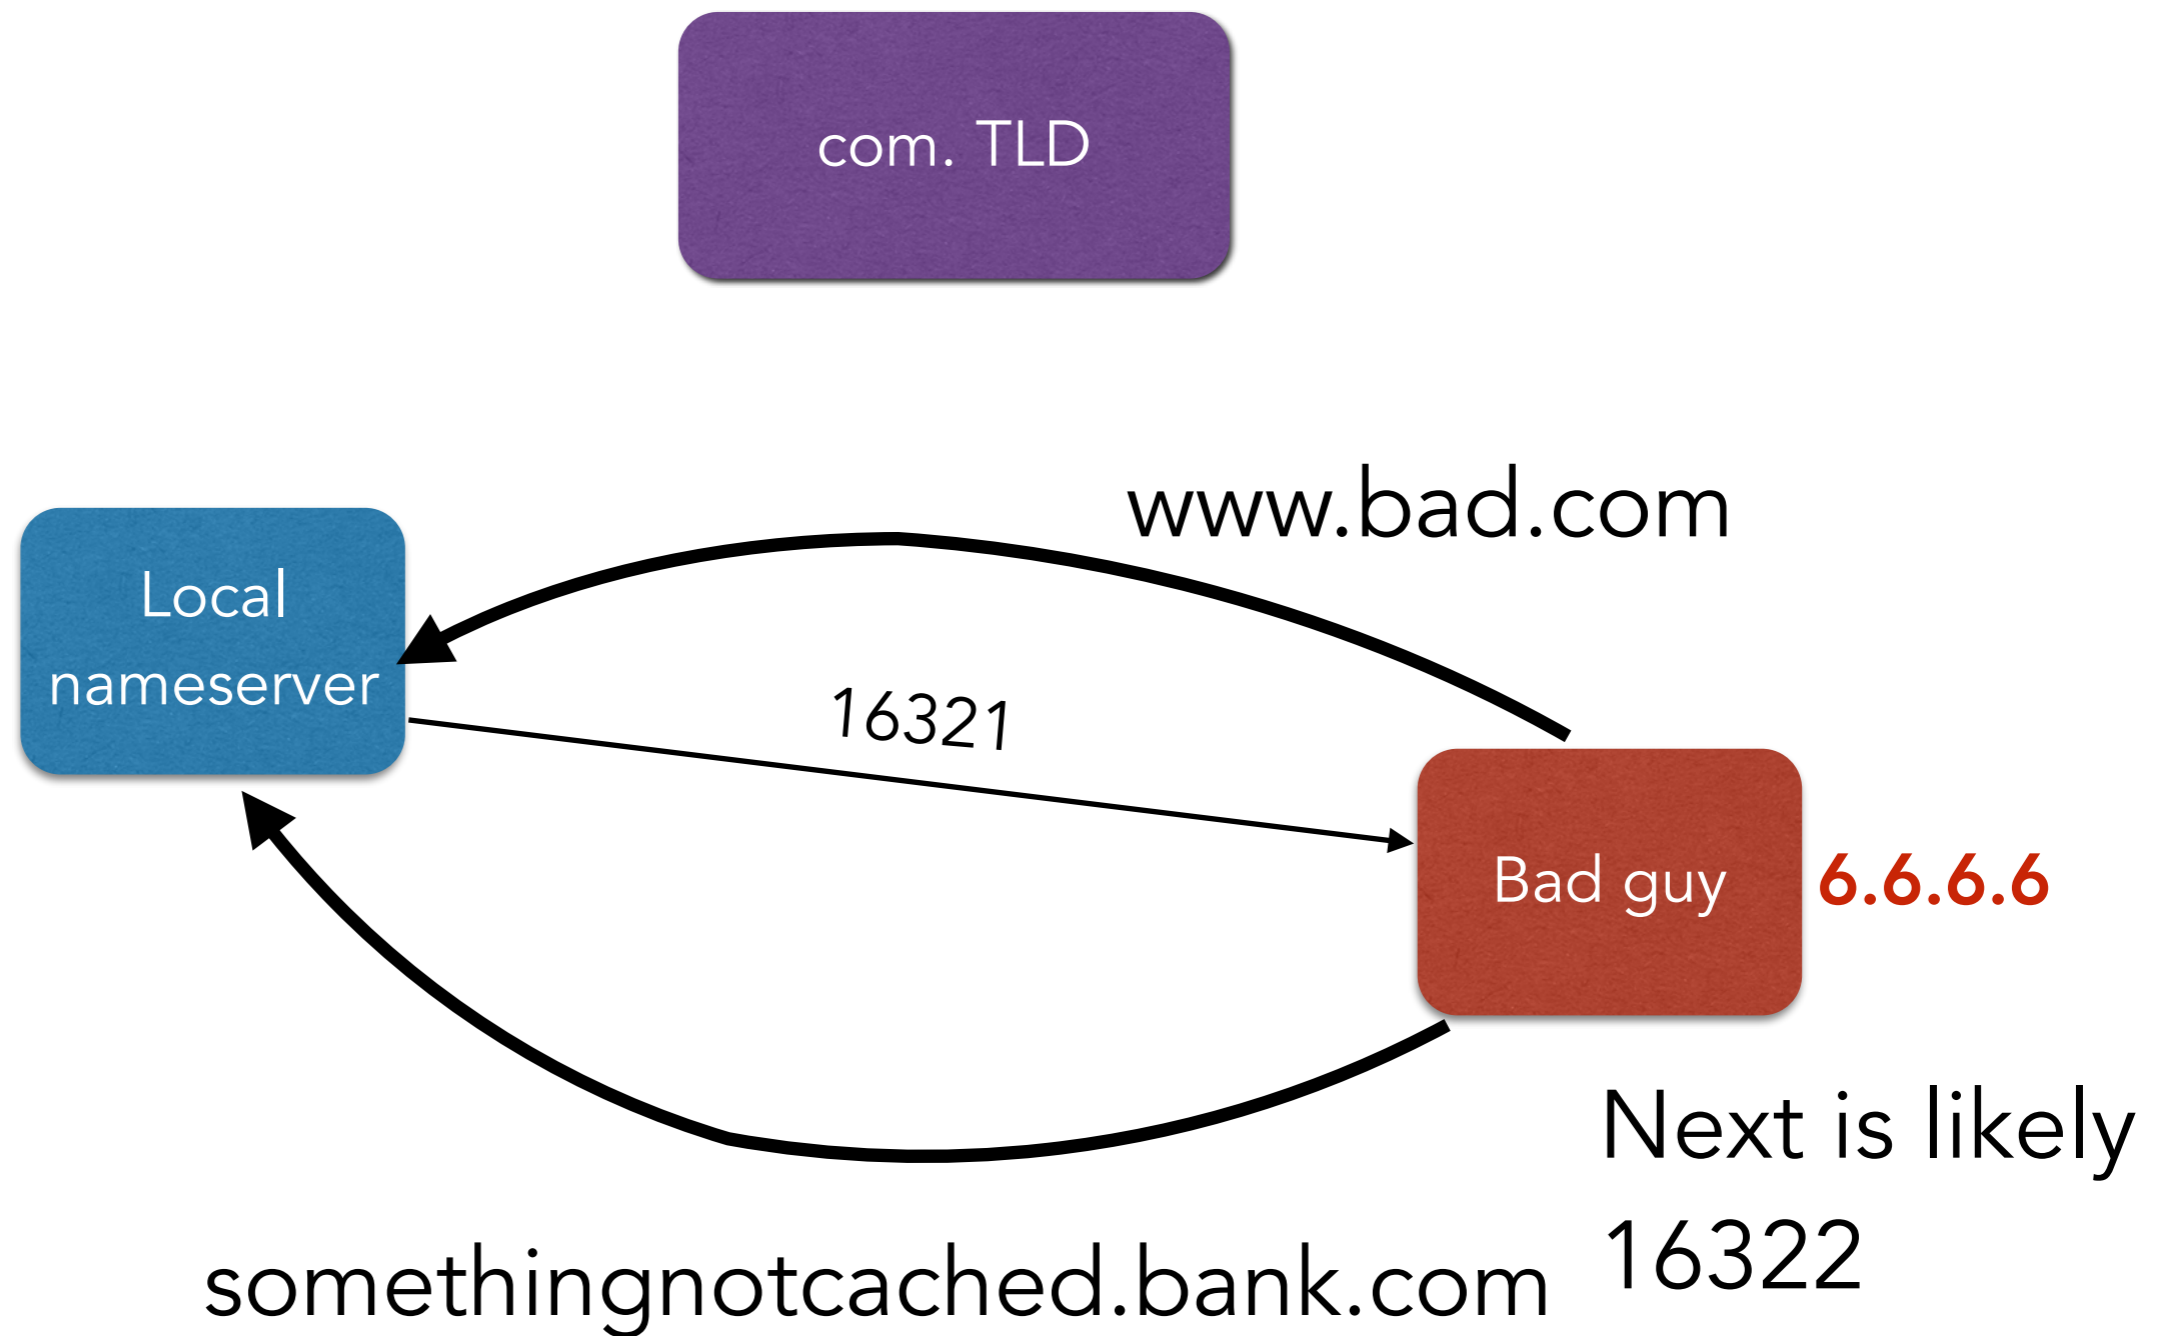 com. TLD
www.bad.com
Local
nameserver
16321
Bad guy
6.6.6.6
Next is likely
16322
somethingnotcached.bank.com